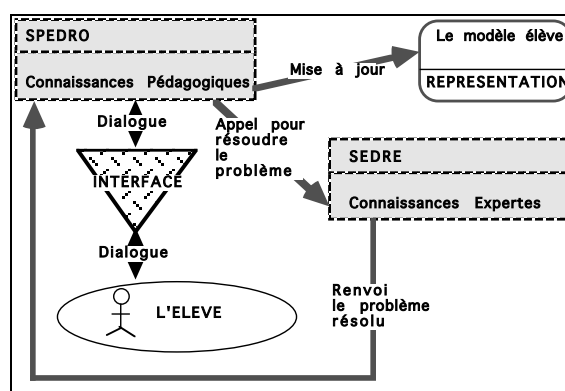 SPEDRO
Connaissances Pédagogiques
Mise à jour
Le modèle élève
REPRESENTATION
Dialogue
Appel pour
résoudre
le
problème
INTERFACE
SEDRE
Connaissances Expertes
Dialogue
L'ELEVE
Renvoi
le problème
résolu